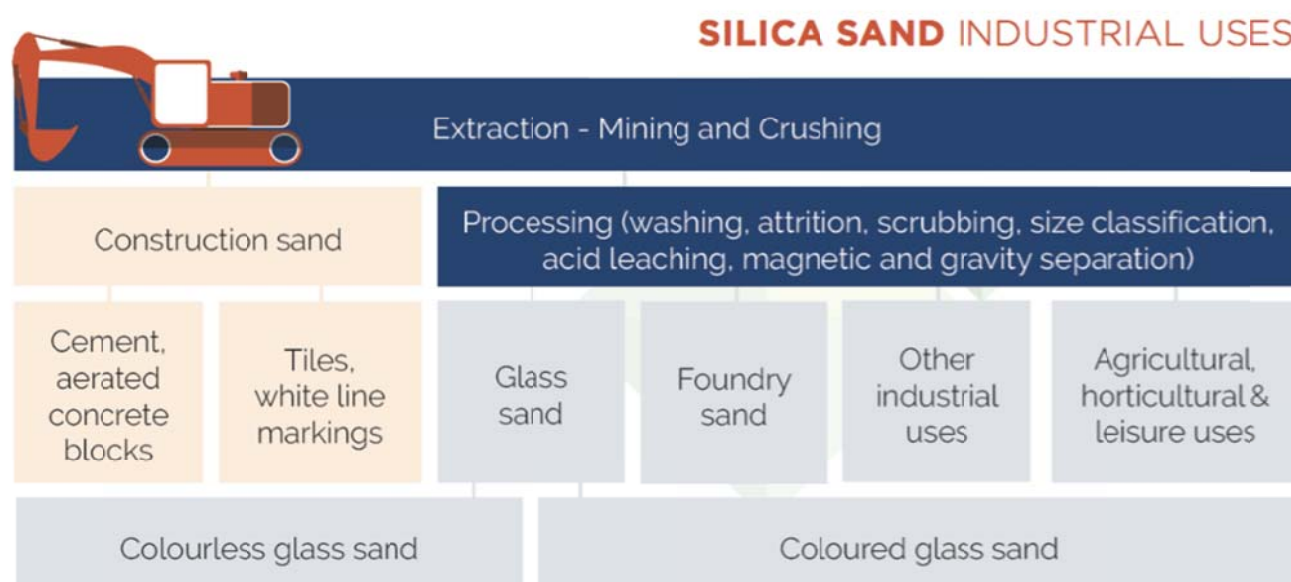 SILICA SAND INDUSTRIAL USES
Extraction - Mining and Crushing
Construction sand
Processing (washing, attrition, scrubbing, size classification,
acid leaching, magnetic and gravity separation)
Cement,
aerated
concrete
blocks
Tiles,
white line
markings
Glass
sand
Foundry
sand
Other
industrial
uses
Agricultural,
horticultural &
leisure uses
Colourless glass sand
Coloured glass sand